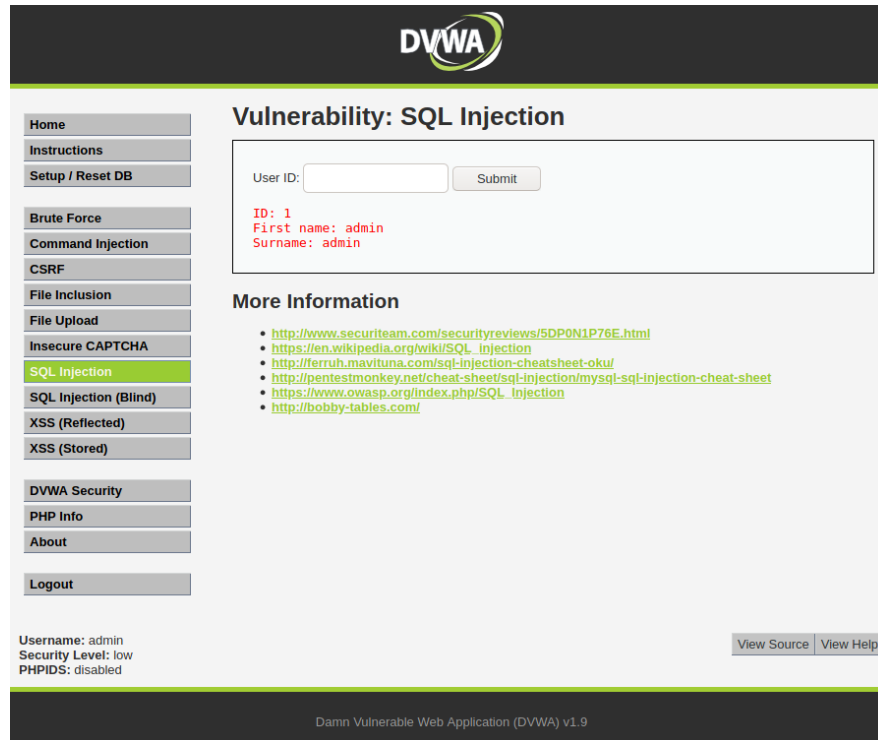 DVWA
Home
Instructions
Setup / Reset DB
Brute Force
Command Injection
CSRF
File Inclusion
File Upload
Insecure CAPTCHA
SQL Injection
SQL Injection (Blind)
XSS (Reflected)
XSS (Stored)
DVWA Security
PHP Info
About
Logout
Vulnerability: SQL Injection
User ID: Submit
ID: 1
First name: admin
Surname: admin
More Information
http://www.securiteam.com/securityreviews/5DP0N1P76E.html
https://en.wikipedia.org/wiki/SQL_injection
http://ferruh.mavituna.com/sql-injection-cheatsheet-oku/
http://pentestmonkey.net/cheat-sheet/sql-injection/mysql-sql-injection-cheat-sheet
https://www.owasp.org/index.php/SQL_Injection
http://bobby-tables.com/
Username: admin
Security Level: low
PHPIDS: disabled
View Source View Help
Damn Vulnerable Web Application (DVWA) v1.9